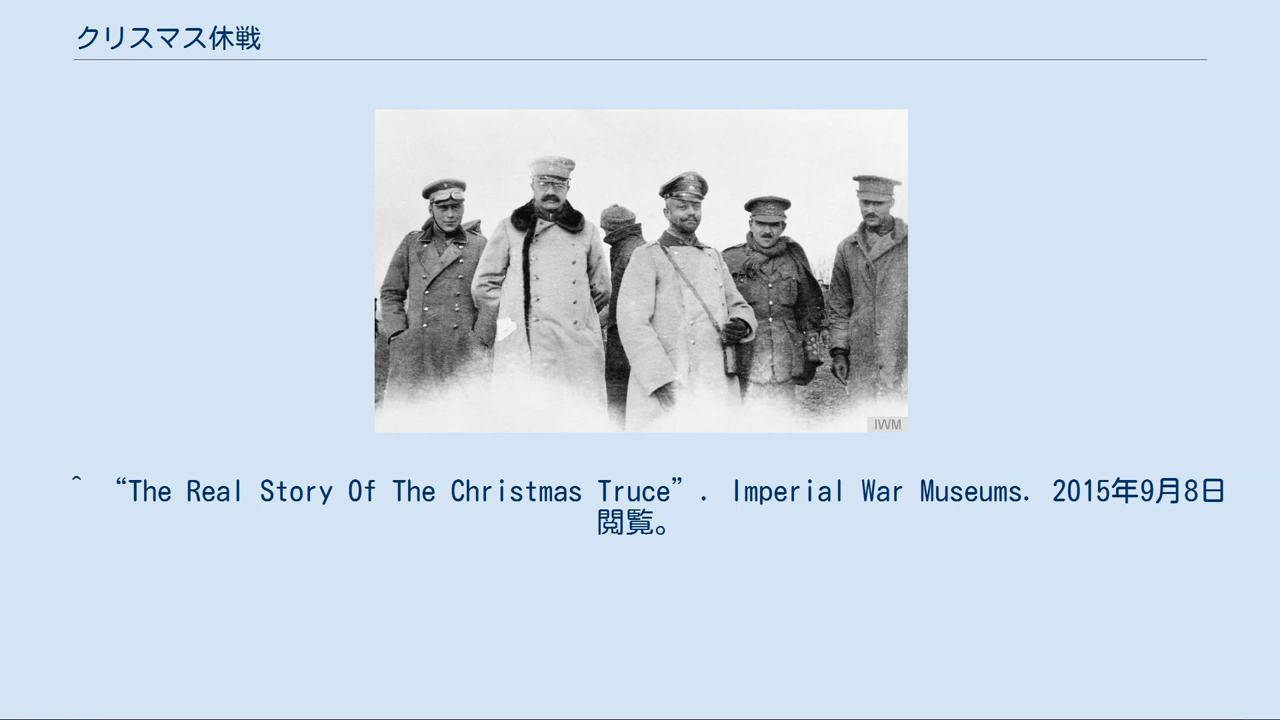 クリスマス休戦
IWM
^ “The Real Story Of The Christmas Truce”. Imperial War Museums. 2015年9月8日
閲覧。